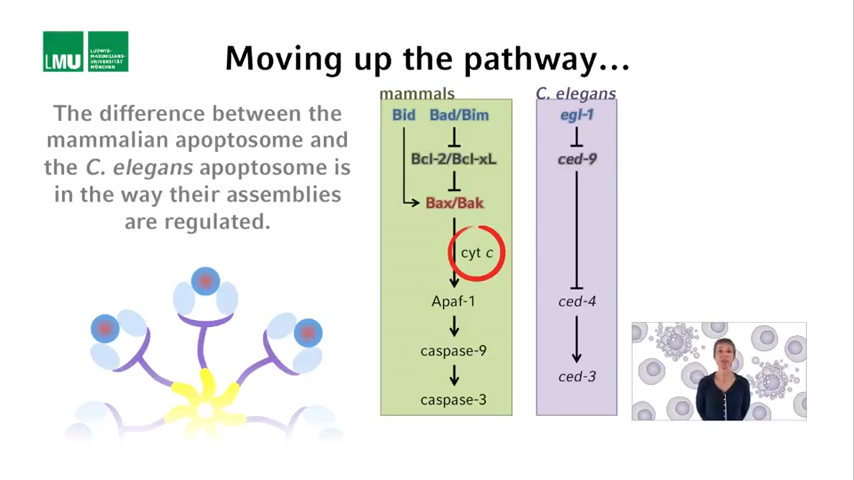 LMU
LUDWIG-
MAXIMILIANS-
UNIVERSITÄT
MÜNCHEN
Moving up the pathway...
The difference between the
mammalian apoptosome and
the C. elegans apoptosome is
in the way their assemblies
are regulated.
mammals
Bid Bad/Bim
Bcl-2/Bcl-xL
Bax/Bak
cyt c
Apaf-1
caspase-9
caspase-3
C. elegans
egl-1
ced-9
ced-4
ced-3